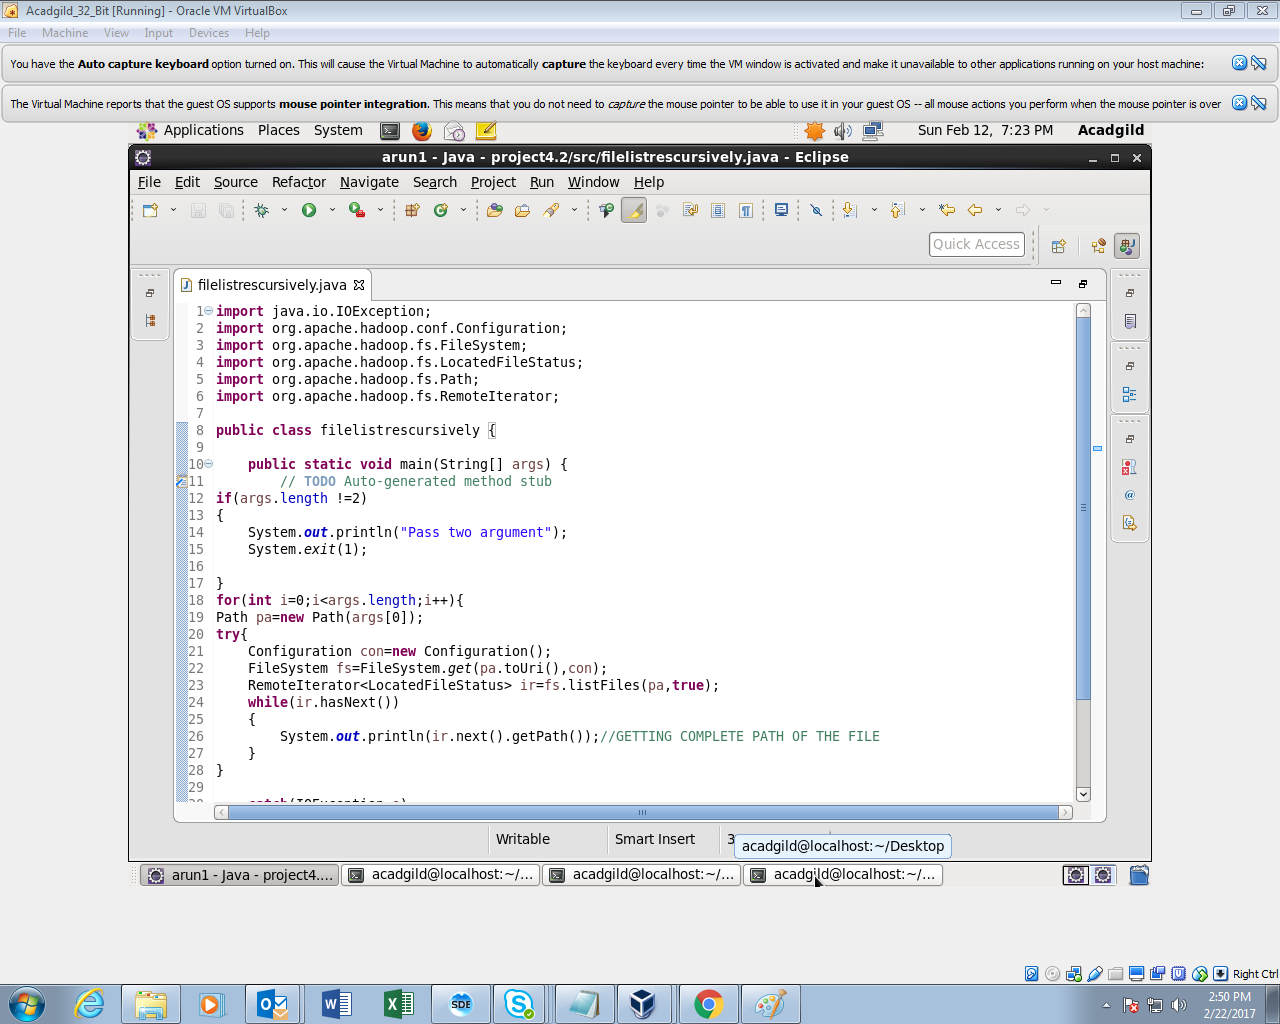 Acadgild_32_Bit [Running] - Oracle VM VirtualBox
File Machine View Input Devices Help
You have the Auto capture keyboard option turned on. This will cause the Virtual Machine to automatically capture the keyboard every time the VM window is activated and make it unavailable to other applications running on your host machine:
The Virtual Machine reports that the guest OS supports mouse pointer integration. This means that you do not need to capture the mouse pointer to be able to use it in your guest OS -- all mouse actions you perform when the mouse pointer is over
Applications Places System Sun Feb 12, 7:23 PM Acadgild
arun1 - Java - project4.2/src/filelistrescursively.java - Eclipse
File Edit Source Refactor Navigate Search Project Run Window Help
Quick Access
filelistrescursively.java
1 import java.io.IOException;
2 import org.apache.hadoop.conf.Configuration;
3 import org.apache.hadoop.fs.FileSystem;
4 import org.apache.hadoop.fs.LocatedFileStatus;
5 import org.apache.hadoop.fs.Path;
6 import org.apache.hadoop.fs.RemoteIterator;
7
8 public class filelistrescursively {
9
10 public static void main(String[] args) {
11 // TODO Auto-generated method stub
12 if(args.length !=2)
13 {
14 System.out.println("Pass two argument");
15 System.exit(1);
16
17 }
18 for(int i=0;i<args.length;i++){
19 Path pa=new Path(args[0]);
20 try{
21 Configuration con=new Configuration();
22 FileSystem fs=FileSystem.get(pa.toUri(),con);
23 RemoteIterator<LocatedFileStatus> ir=fs.listFiles(pa,true);
24 while(ir.hasNext())
25 {
26 System.out.println(ir.next().getPath());//GETTING COMPLETE PATH OF THE FILE
27 }
28 }
29
Writable Smart Insert 3
acadgild@localhost:~/Desktop
arun1 - Java - project4.... acadgild@localhost:~/... acadgild@localhost:~/... acadgild@localhost:~/...
Right Ctrl
SDE
2:50 PM
2/22/2017